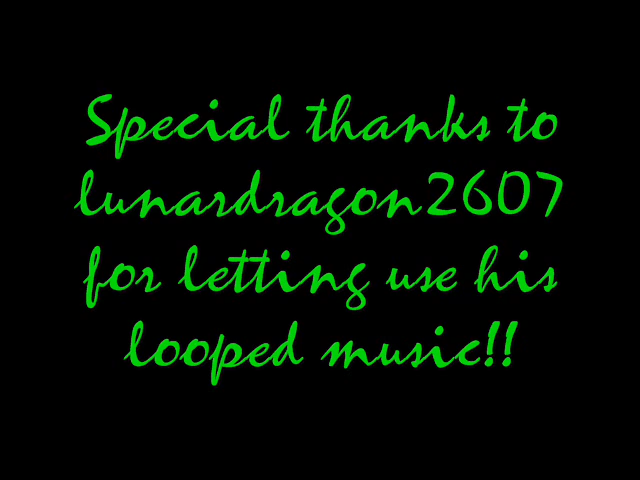 Special thanks to
lunardragon2607
for letting use his
looped music!!